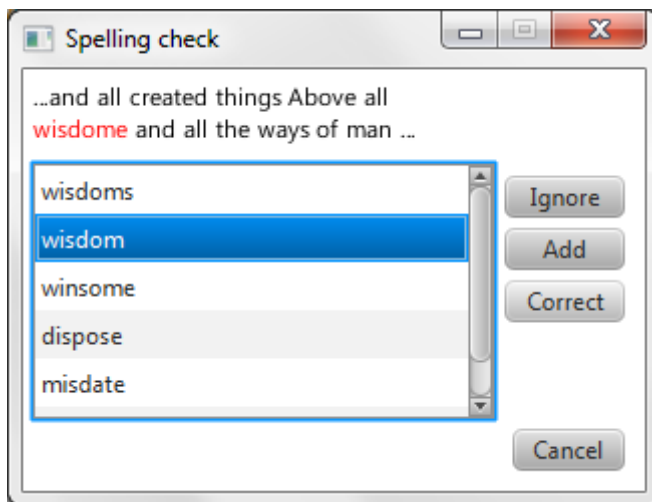 Spelling check
...and all created things Above all
wisdome and all the ways of man ...
wisdoms
wisdom
winsome
dispose
misdate
Ignore
Add
Correct
Cancel